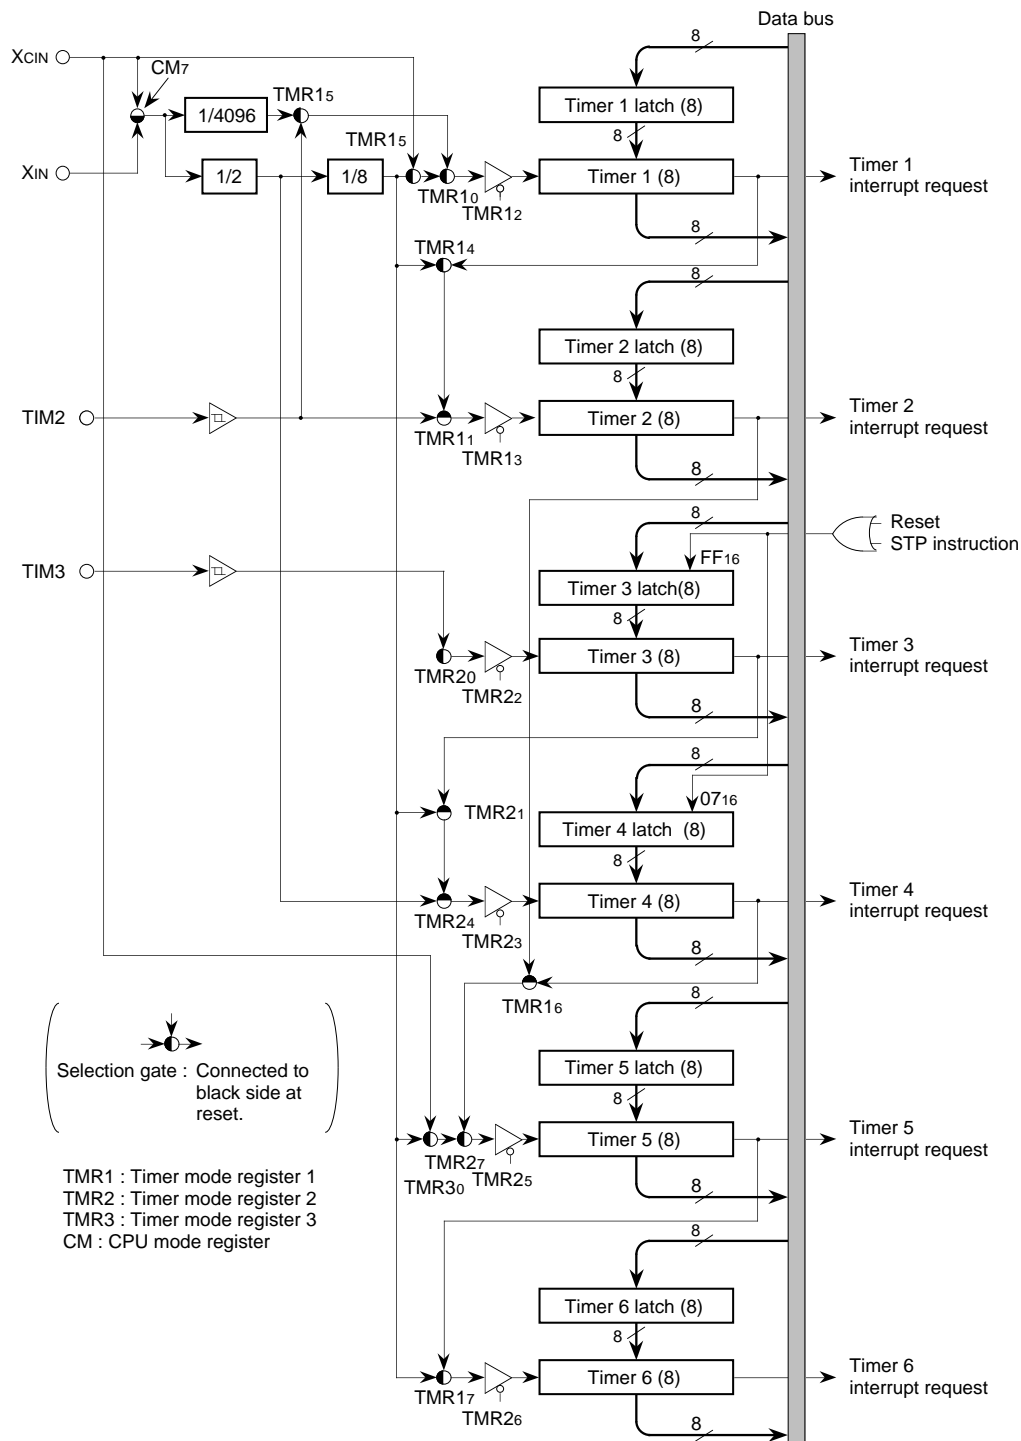 Data bus
8
XCIN
CM7
TMR15
1/4096
Timer 1 latch (8)
8
TMR15
XIN
1/2
1/8
TMR10
TMR12
Timer 1 (8)
Timer 1
interrupt request
8
TMR14
8
Timer 2 latch (8)
8
TIM2
TMR11
TMR13
Timer 2 (8)
Timer 2
interrupt request
8
8
Reset
STP instruction
FF16
TIM3
Timer 3 latch(8)
8
TMR20
TMR22
Timer 3 (8)
Timer 3
interrupt request
8
8
0716
TMR21
Timer 4 latch (8)
8
TMR24
TMR23
Timer 4 (8)
Timer 4
interrupt request
8
TMR16
8
Selection gate : Connected to
black side at
reset.
Timer 5 latch (8)
8
TMR27
TMR30
TMR25
Timer 5 (8)
Timer 5
interrupt request
8
TMR1 : Timer mode register 1
TMR2 : Timer mode register 2
TMR3 : Timer mode register 3
CM : CPU mode register
8
Timer 6 latch (8)
8
TMR17
TMR26
Timer 6 (8)
Timer 6
interrupt request
8